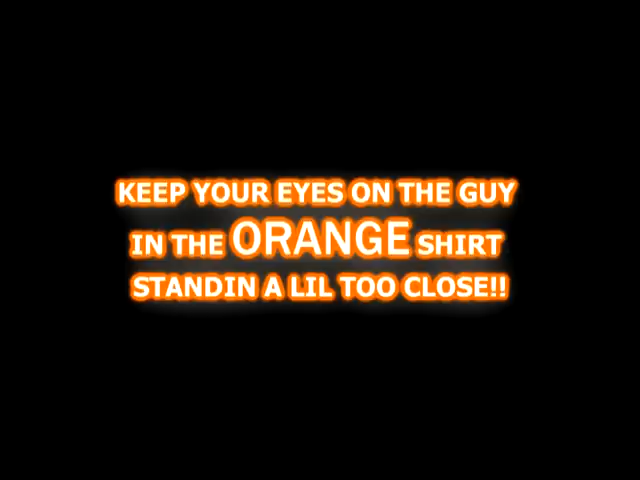 KEEP YOUR EYES ON THE GUY
IN THE ORANGE SHIRT
STANDIN A LIL TOO CLOSE!!